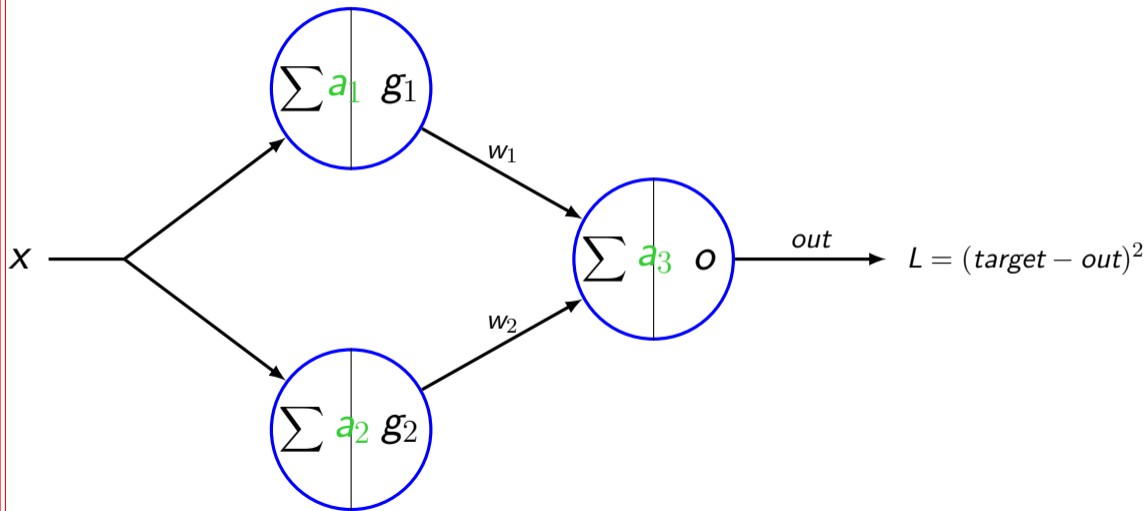 ∑ a₁ g₁
w₁
x
∑ a₃ o
out
L = (target − out)²
w₂
∑ a₂ g₂